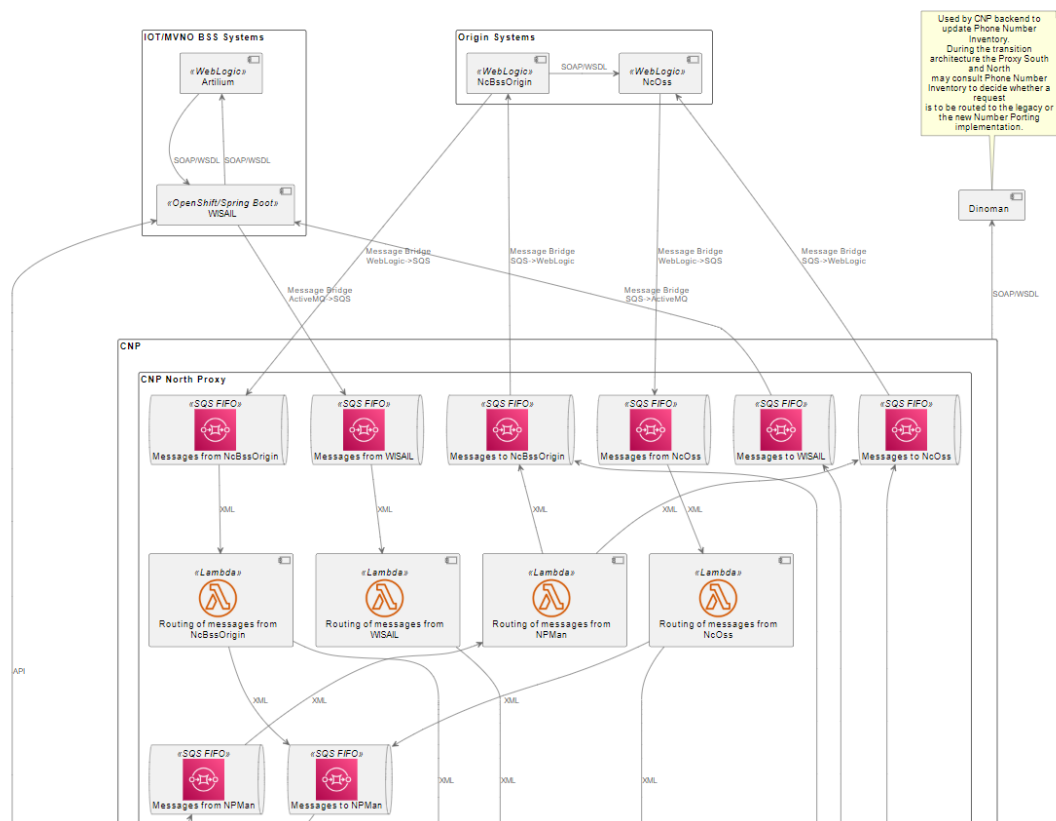 IOT/MVNO BSS Systems
«WebLogic»
Artilium
SOAP/WSDL
SOAP/WSDL
«OpenShift/Spring Boot»
WISAIL
Origin Systems
«WebLogic»
NcBssOrigin
SOAP/WSDL
«WebLogic»
NcOss
Used by CNP backend to
update Phone Number
Inventory.
During the transition
architecture the Proxy South
and North
may consult Phone Number
Inventory to decide whether a
request
is to be routed to the legacy or
the new Number Porting
implementation.
Dinoman
SOAP/WSDL
Message Bridge
WebLogic->SQS
Message Bridge
SQS->WebLogic
Message Bridge
WebLogic->SQS
Message Bridge
SQS->WebLogic
Message Bridge
ActiveMQ->SQS
Message Bridge
SQS->ActiveMQ
CNP
CNP North Proxy
«SQS FIFO»
Messages from NcBssOrigin
«SQS FIFO»
Messages from WISAIL
«SQS FIFO»
Messages to NcBssOrigin
«SQS FIFO»
Messages from NcOss
«SQS FIFO»
Messages to WISAIL
«SQS FIFO»
Messages to NcOss
XML
XML
XML
XML
XML
«Lambda»
Routing of messages from
NcBssOrigin
«Lambda»
Routing of messages from
WISAIL
«Lambda»
Routing of messages from
NPMan
«Lambda»
Routing of messages from
NcOss
API
XML
XML
XML
«SQS FIFO»
Messages from NPMan
«SQS FIFO»
Messages to NPMan
XML
XML
XML